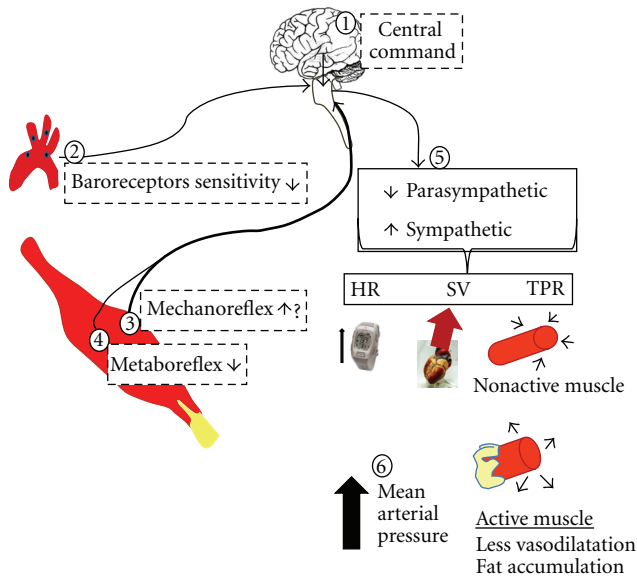 ① Central
command
② Baroreceptors sensitivity ↓
⑤
↓ Parasympathetic
↑ Sympathetic
HR SV TPR
③ Mechanoreflex ↑?
④ Metaboreflex ↓
Nonactive muscle
⑥ Mean
arterial
pressure
Active muscle
Less vasodilatation
Fat accumulation